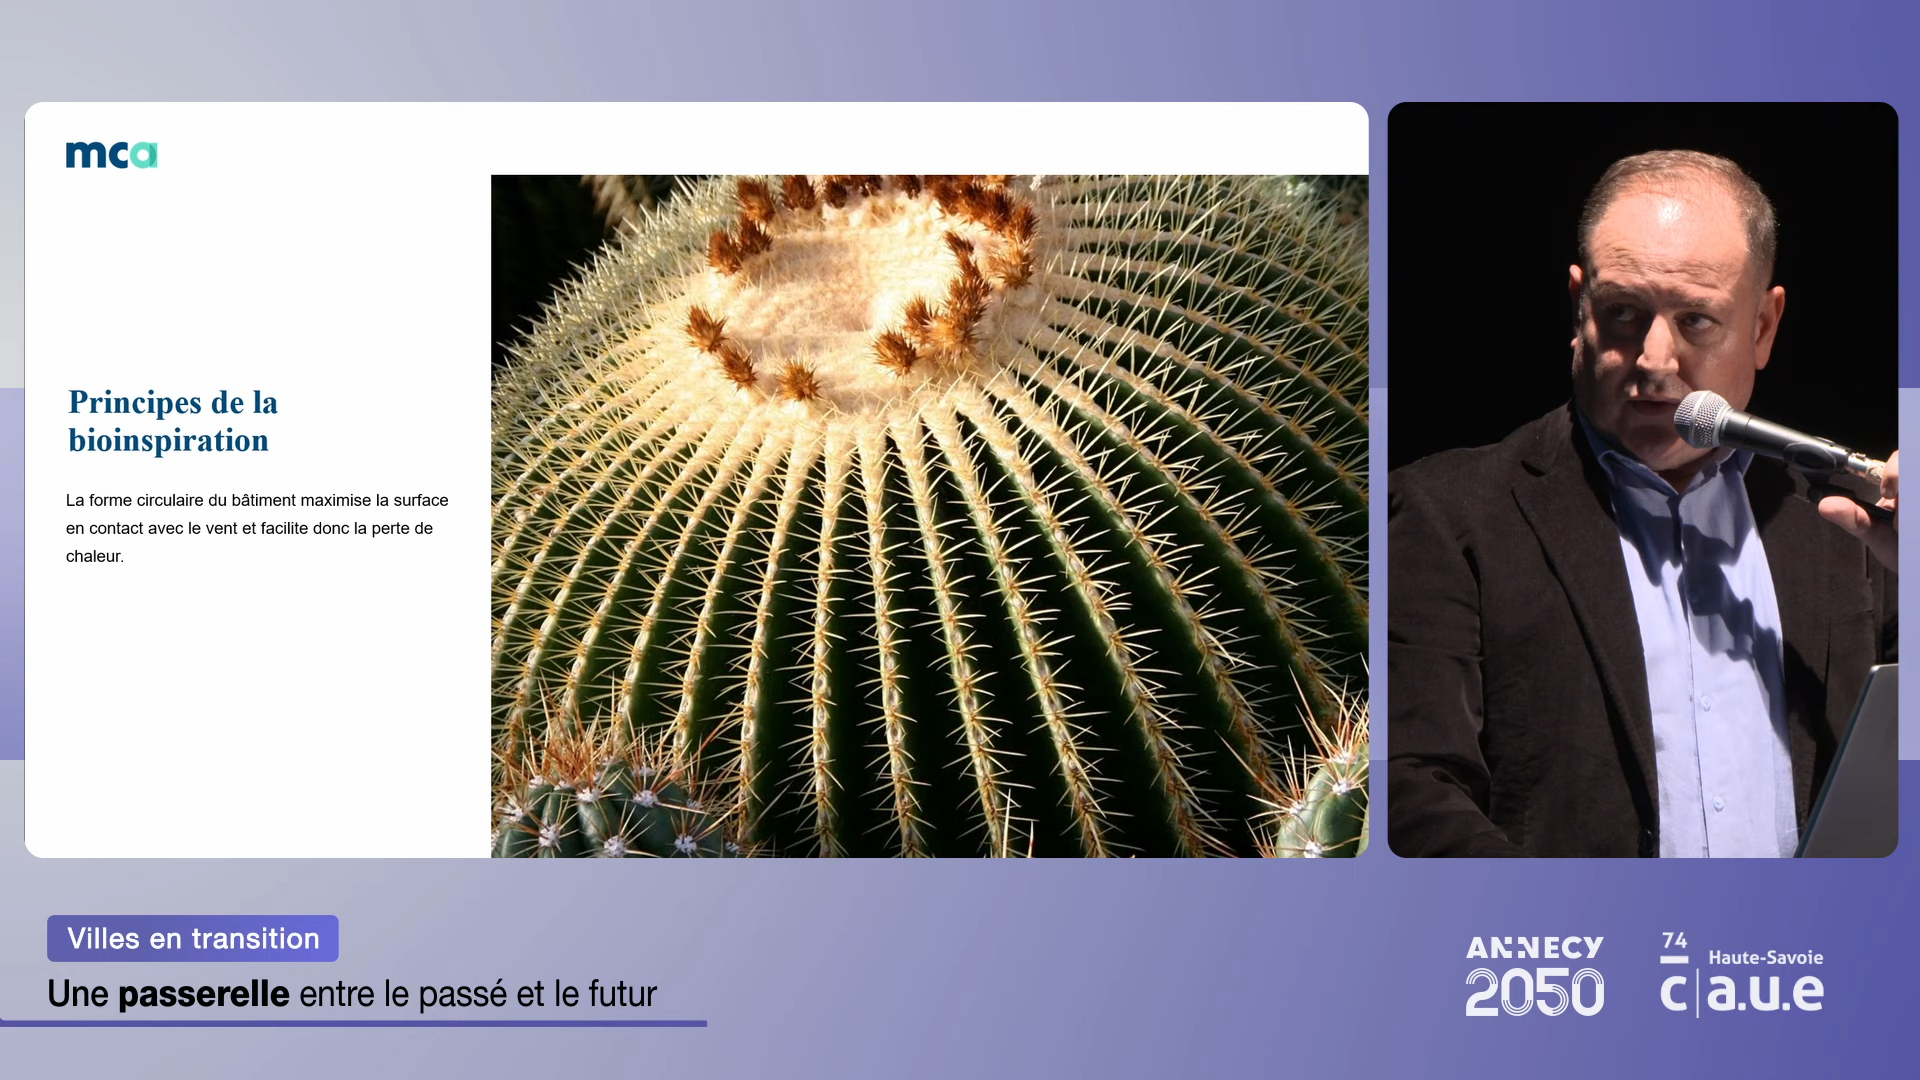 mca
Principes de la
bioinspiration
La forme circulaire du bâtiment maximise la surface
en contact avec le vent et facilite donc la perte de
chaleur.
Villes en transition
Une passerelle entre le passé et le futur
ANNECY
2050
74
Haute-Savoie
c|a.u.e